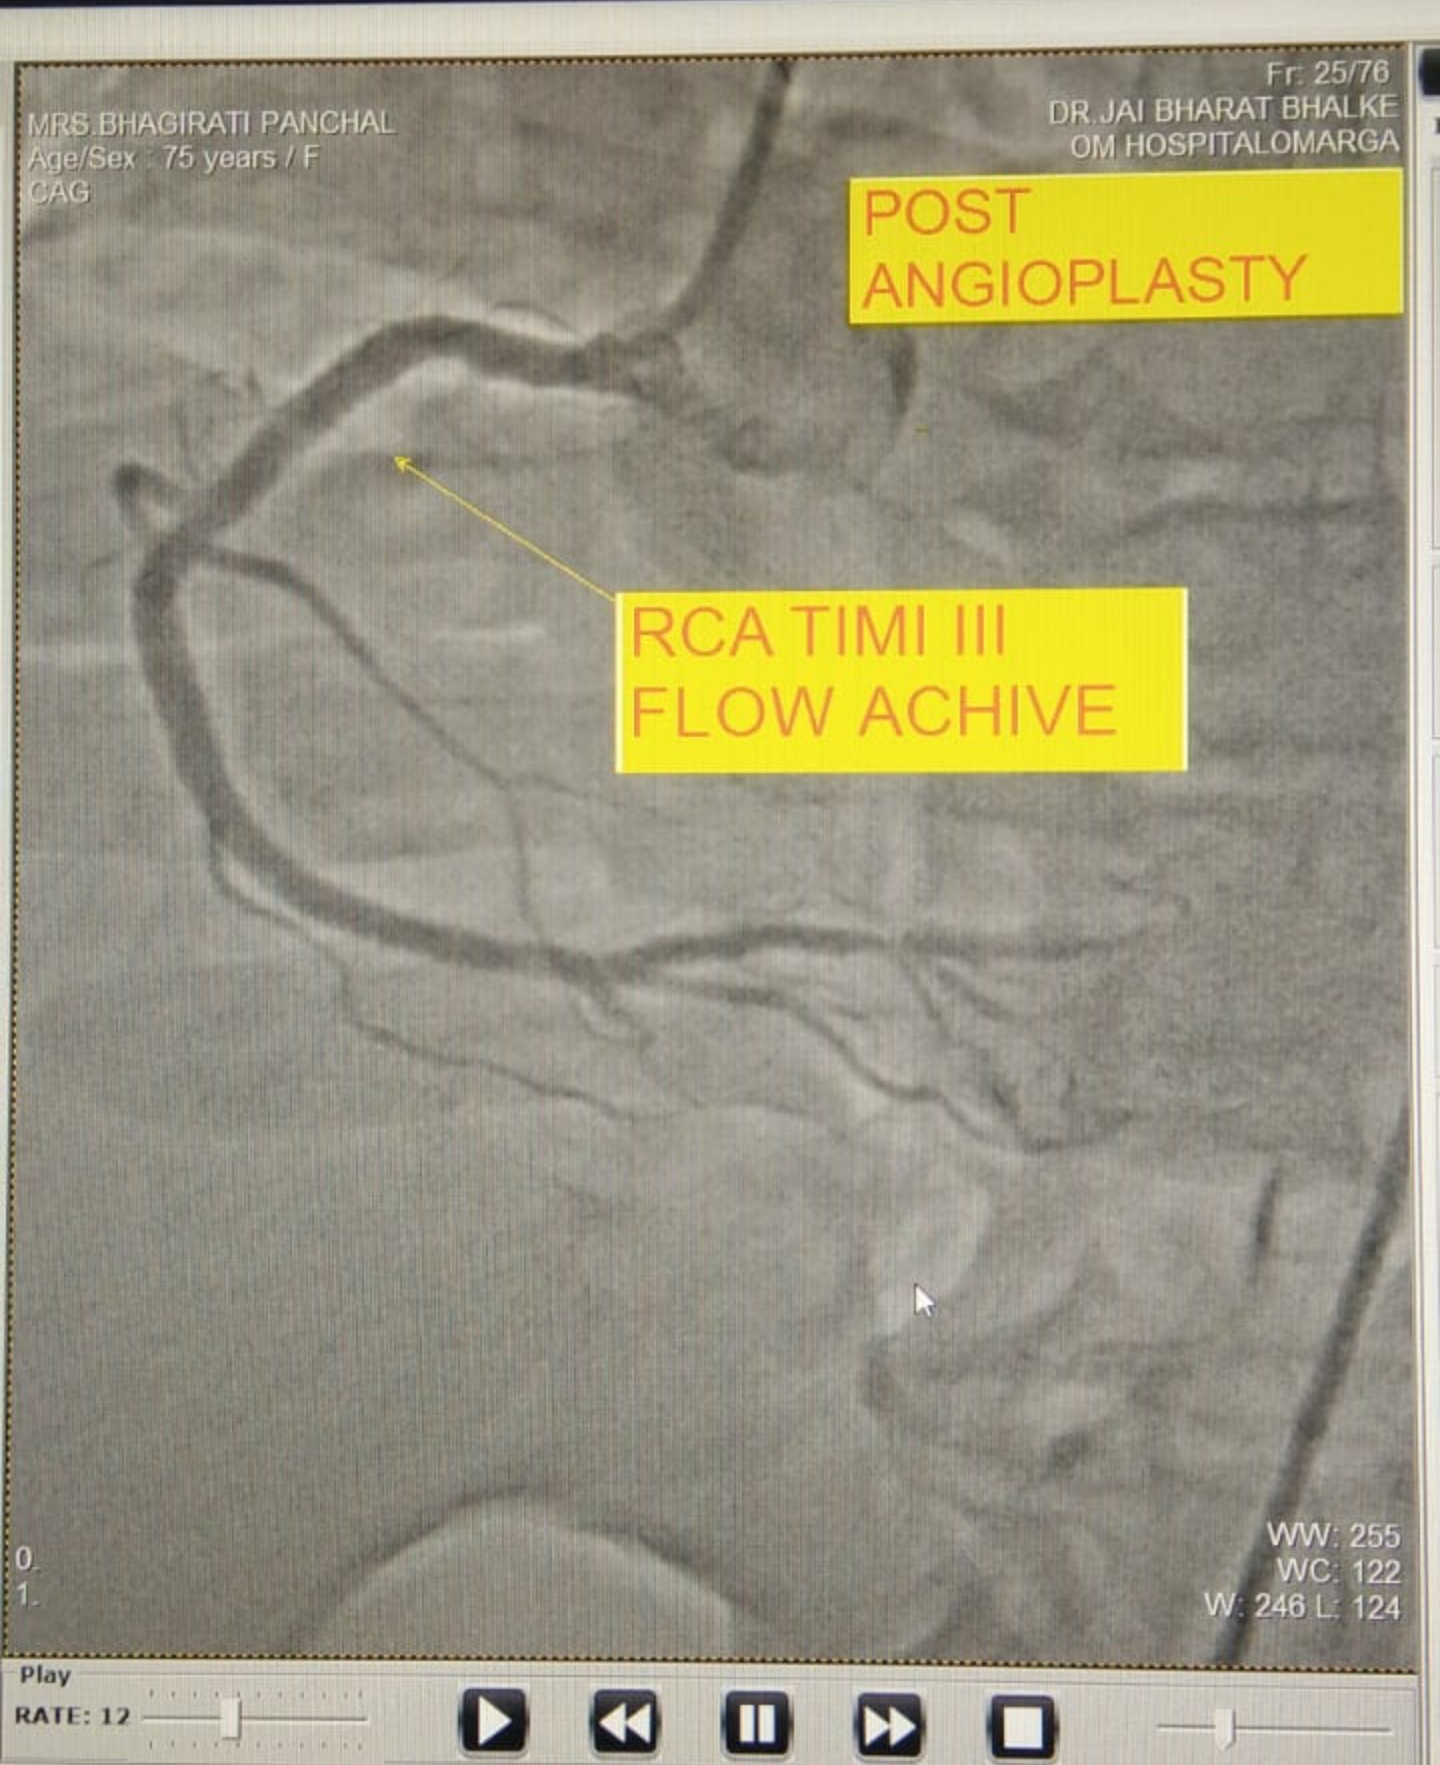 Fr: 25/76
MRS.BHAGIRATI PANCHAL
DR.JAI BHARAT BHALKE
Age/Sex : 75 years / F
OM HOSPITALOMARGA
CAG
POST
ANGIOPLASTY
RCA TIMI III
FLOW ACHIVE
WW: 255
0.
WC: 122
1.
W: 246 L: 124
Play
RATE: 12